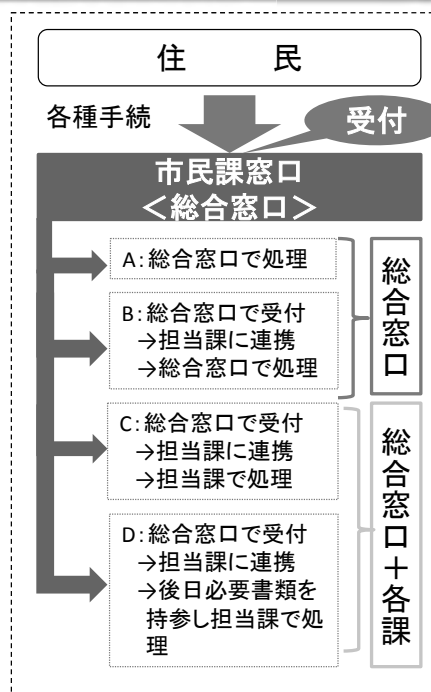 住　民
各種手続
受付
市民課窓口
＜総合窓口＞
A：総合窓口で処理
B：総合窓口で受付
→担当課に連携
→総合窓口で処理
総合窓口
C：総合窓口で受付
→担当課に連携
→担当課で処理
D：総合窓口で受付
→担当課に連携
→後日必要書類を
持参し担当課で処
理
総合窓口＋各課